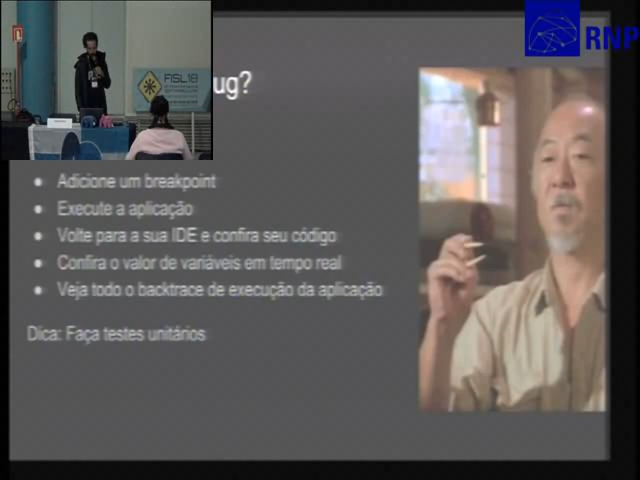 RNP
FISL18
ug?
Adicione um breakpoint
Execute a aplicação
Volte para a sua IDE e confira seu código
Confira o valor de variáveis em tempo real
Veja todo o backtrace de execução da aplicação
Dica: Faça testes unitários